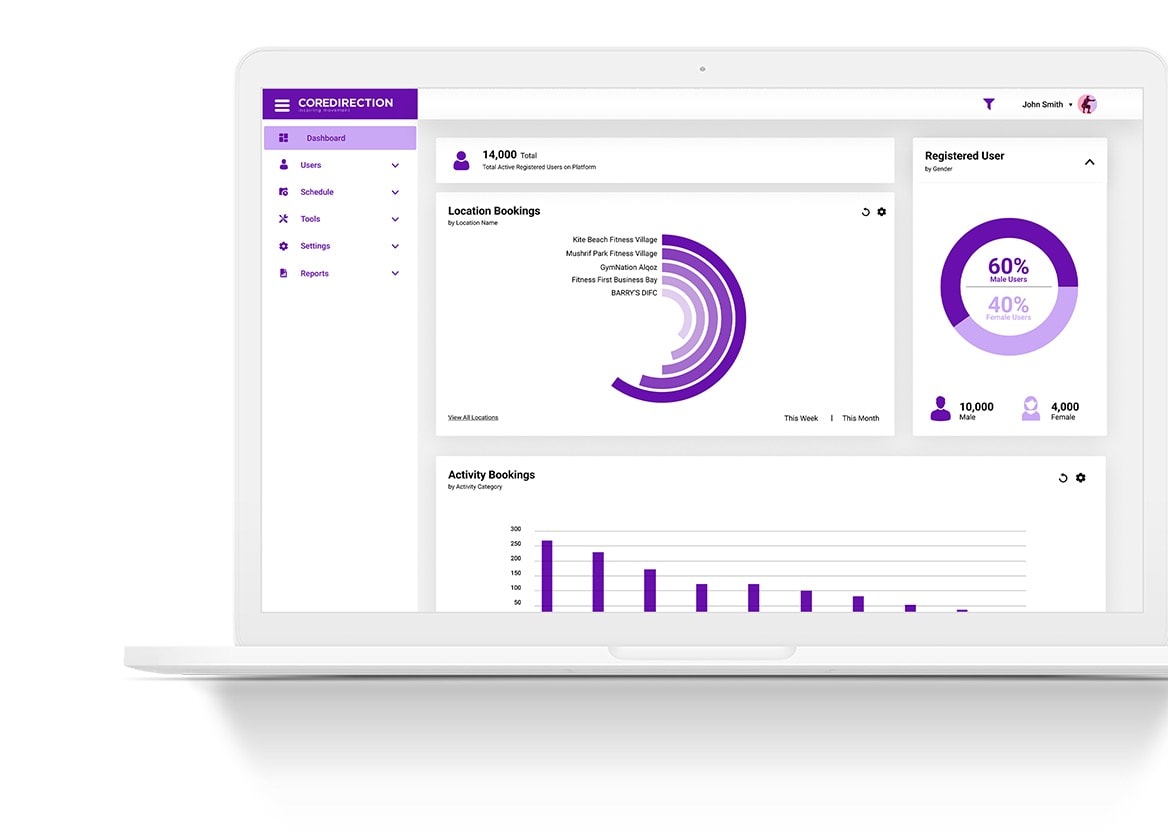 COREDIRECTION
Inspiring Movement
John Smith
Dashboard
Users
Schedule
Tools
Settings
Reports
14,000 Total
Total Active Registered Users on Platform
Location Bookings
by Location Name
Kite Beach Fitness Village
Mushrif Park Fitness Village
GymNation Alqoz
Fitness First Business Bay
BARRY'S DIFC
View All Locations
This Week | This Month
Registered User
by Gender
60%
Male Users
40%
Female Users
10,000
Male
4,000
Female
Activity Bookings
by Activity Category
300
250
200
150
100
50